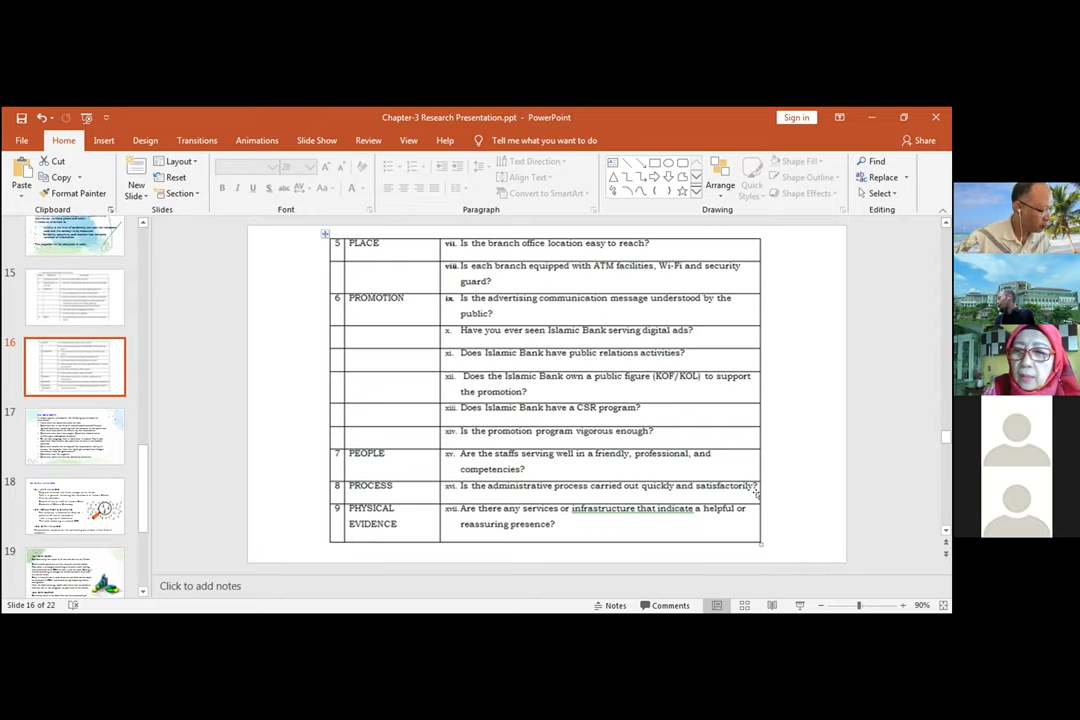 Chapter-3 Research Presentation.ppt - PowerPoint
Sign in
File Home Insert Design Transitions Animations Slide Show Review View Help Tell me what you want to do Share
Paste
Cut
Copy
Format Painter
Clipboard
New Slide
Layout
Reset
Section
Slides
28
B I U S abc AV Aa A
Font
Text Direction
Align Text
Convert to SmartArt
Paragraph
Arrange
Quick Styles
Shape Fill
Shape Outline
Shape Effects
Drawing
Find
Replace
Select
Editing
15
16
17
18
19
5 PLACE vii. Is the branch office location easy to reach?
viii. Is each branch equipped with ATM facilities, Wi-Fi and security
guard?
6 PROMOTION ix. Is the advertising communication message understood by the
public?
x. Have you ever seen Islamic Bank serving digital ads?
xi. Does Islamic Bank have public relations activities?
xii. Does the Islamic Bank own a public figure (KOF/KOL) to support
the promotion?
xiii. Does Islamic Bank have a CSR program?
xiv. Is the promotion program vigorous enough?
7 PEOPLE xv. Are the staffs serving well in a friendly, professional, and
competencies?
8 PROCESS xvi. Is the administrative process carried out quickly and satisfactorily?
9 PHYSICAL xvii. Are there any services or infrastructure that indicate a helpful or
EVIDENCE reassuring presence?
Click to add notes
Slide 16 of 22
Notes Comments 90%